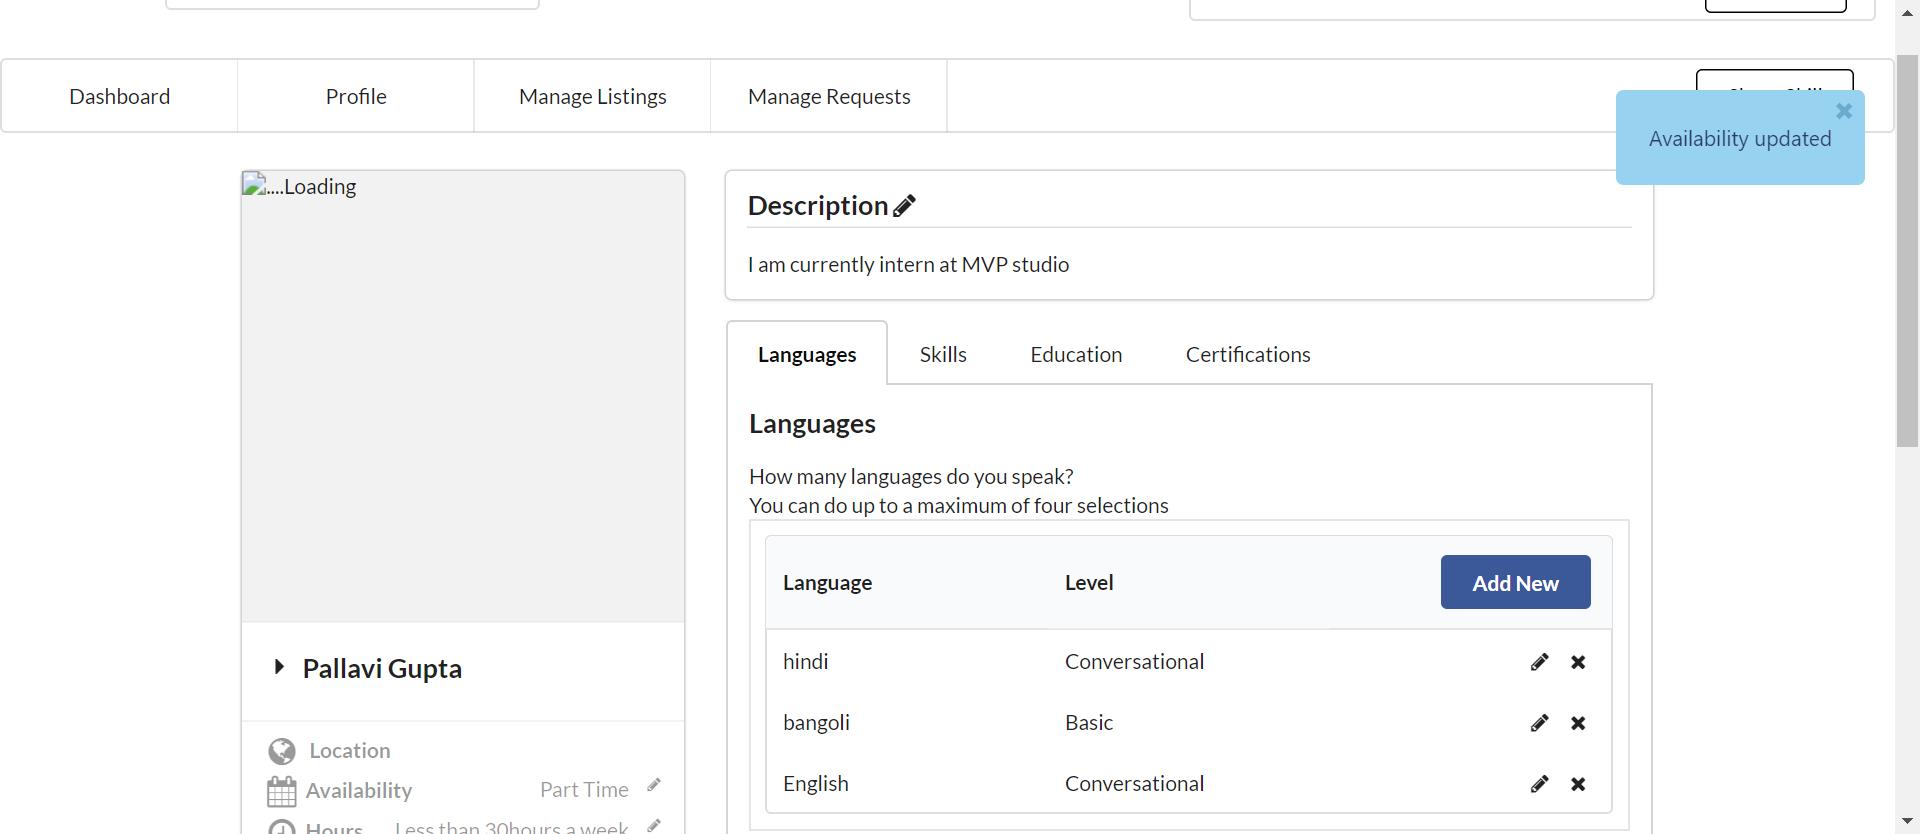 Dashboard
Profile
Manage Listings
Manage Requests
Availability updated
....Loading
Description
I am currently intern at MVP studio
Languages
Skills
Education
Certifications
Languages
How many languages do you speak?
You can do up to a maximum of four selections
Language Level Add New
hindi Conversational
bangoli Basic
English Conversational
Pallavi Gupta
Location
Availability Part Time
Hours Less than 30hours a week